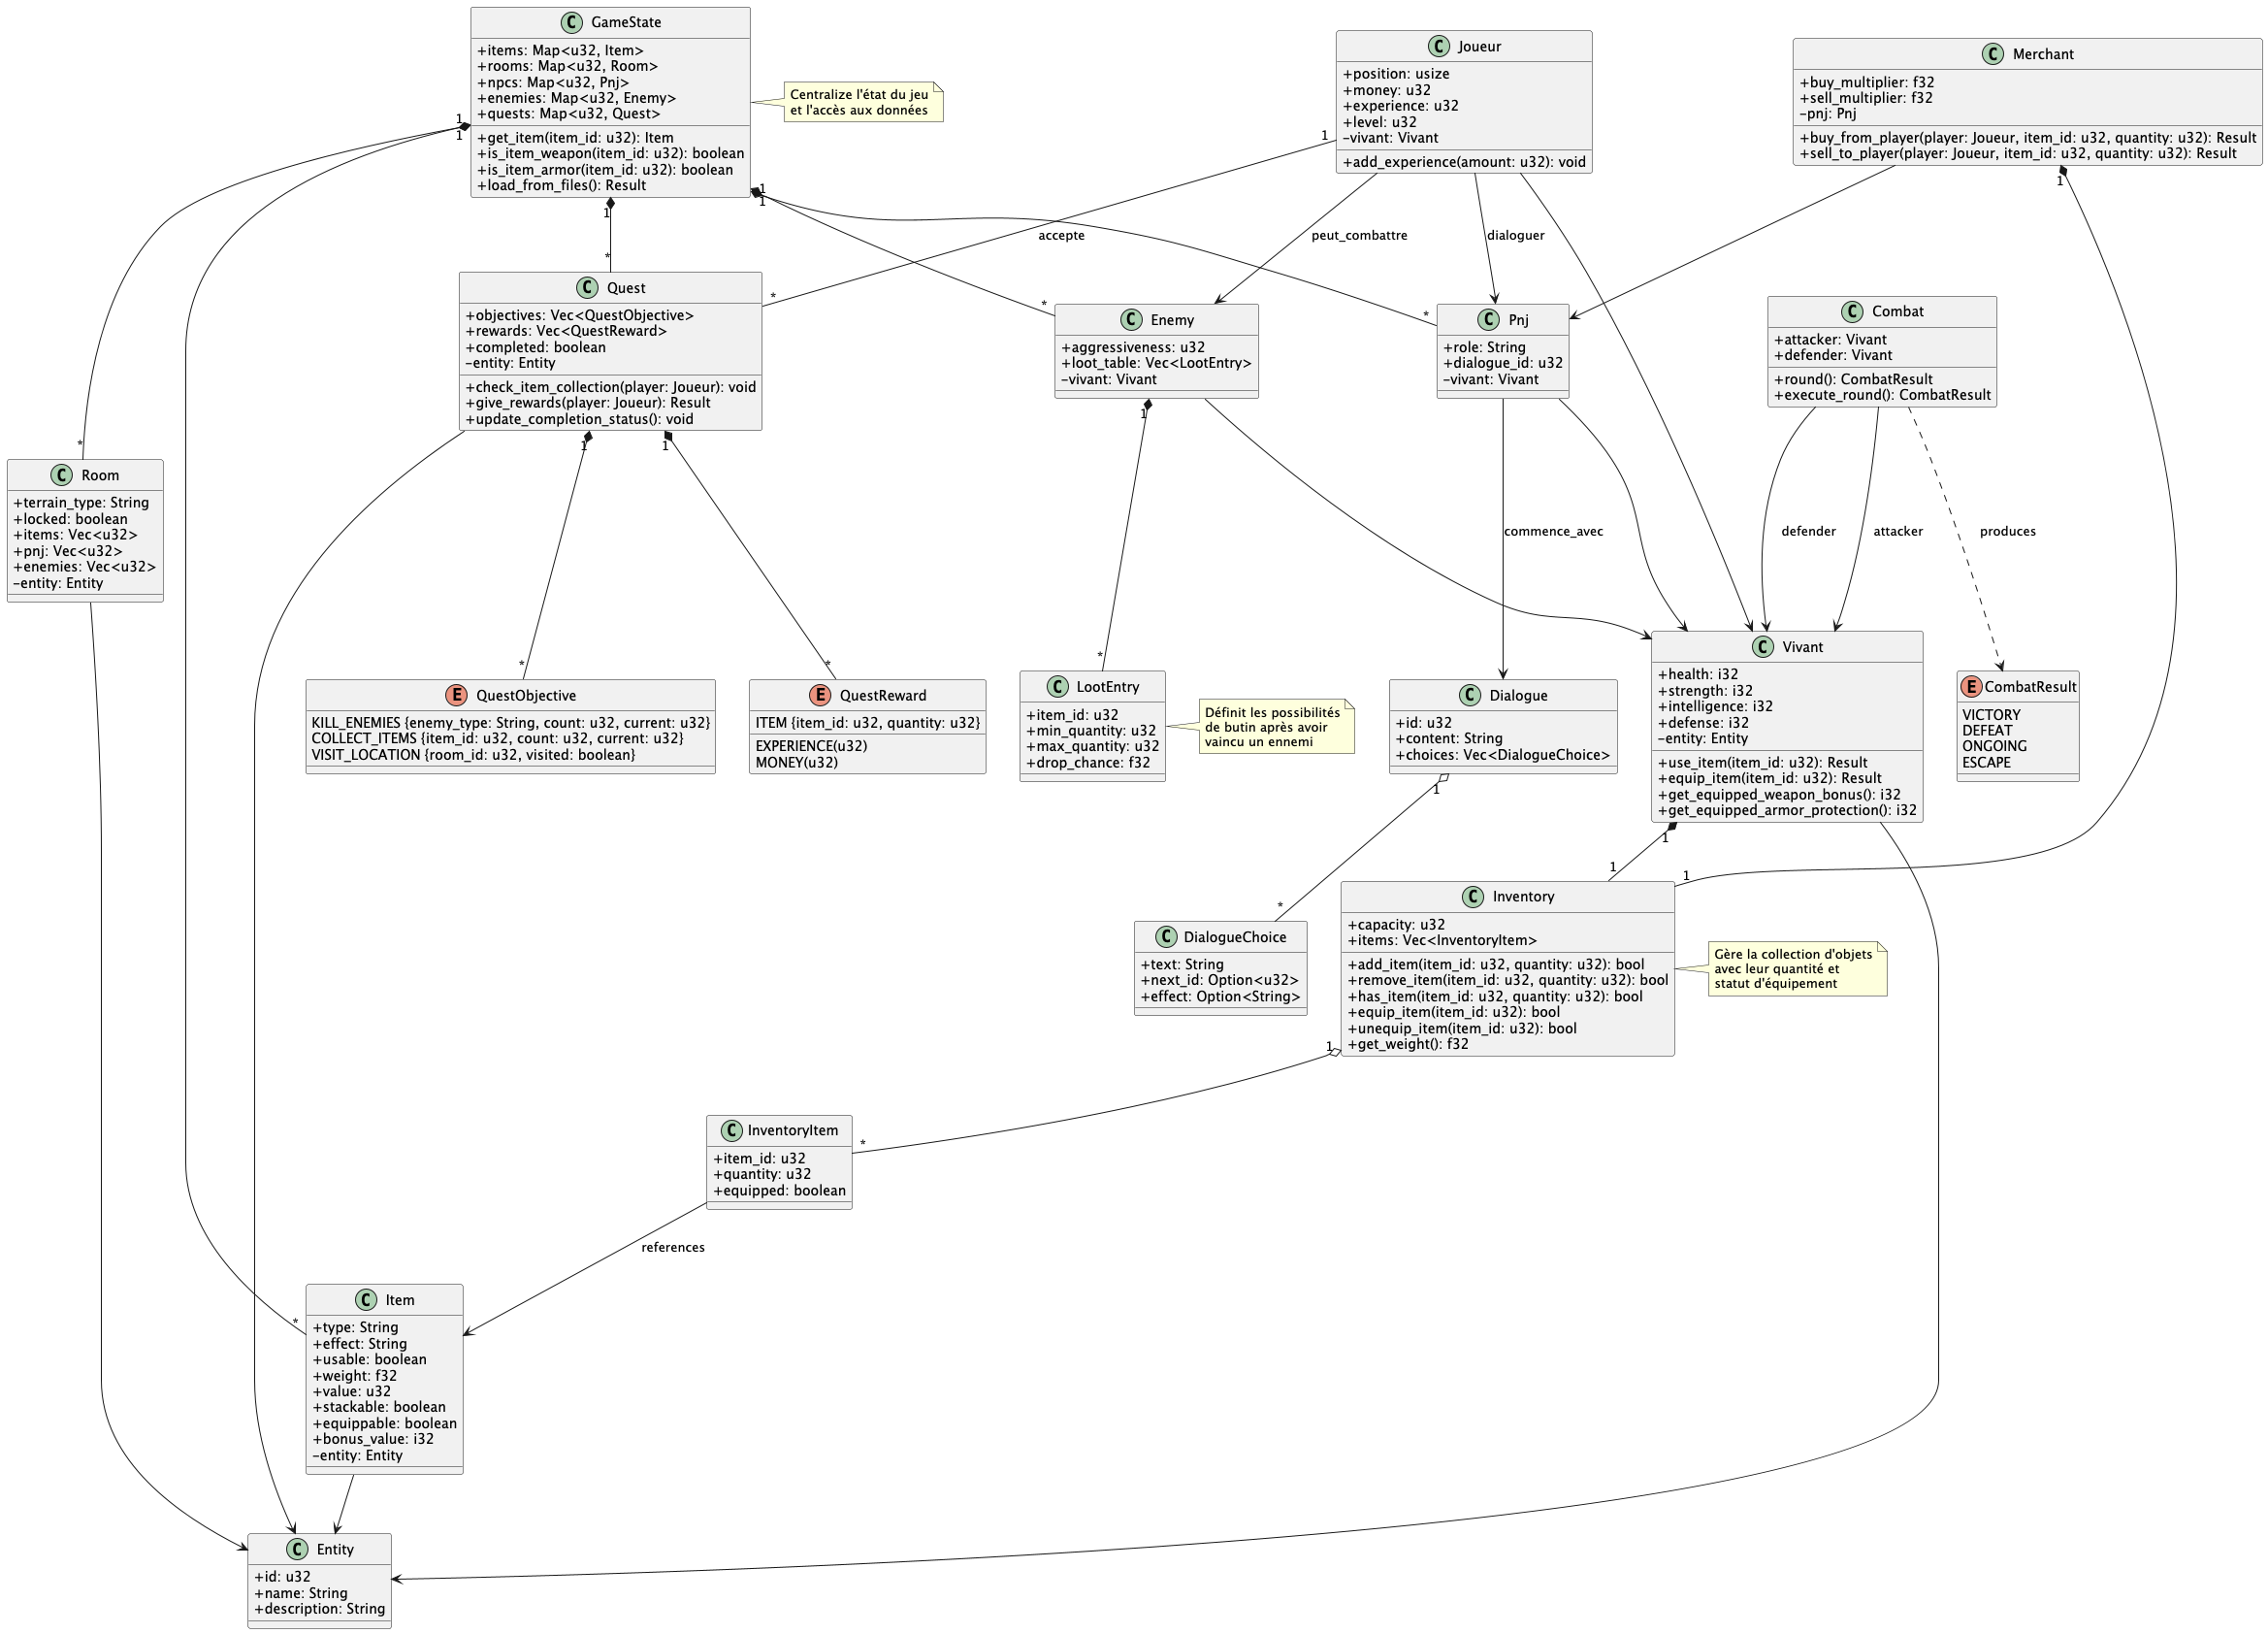 GameState
+items: Map<u32, Item>
+rooms: Map<u32, Room>
+npcs: Map<u32, Pnj>
+enemies: Map<u32, Enemy>
+quests: Map<u32, Quest>
+get_item(item_id: u32): Item
+is_item_weapon(item_id: u32): boolean
+is_item_armor(item_id: u32): boolean
+load_from_files(): Result
Centralize l'état du jeu
et l'accès aux données
Joueur
+position: usize
+money: u32
+experience: u32
+level: u32
-vivant: Vivant
+add_experience(amount: u32): void
Merchant
+buy_multiplier: f32
+sell_multiplier: f32
-pnj: Pnj
+buy_from_player(player: Joueur, item_id: u32, quantity: u32): Result
+sell_to_player(player: Joueur, item_id: u32, quantity: u32): Result
1
1
1
1
1
1
1
accepte
peut_combattre
dialoguer
*
*
*
*
Quest
+objectives: Vec<QuestObjective>
+rewards: Vec<QuestReward>
+completed: boolean
-entity: Entity
+check_item_collection(player: Joueur): void
+give_rewards(player: Joueur): Result
+update_completion_status(): void
Enemy
+aggressiveness: u32
+loot_table: Vec<LootEntry>
-vivant: Vivant
Pnj
+role: String
+dialogue_id: u32
-vivant: Vivant
Combat
+attacker: Vivant
+defender: Vivant
+round(): CombatResult
+execute_round(): CombatResult
1
1
1
*
Room
+terrain_type: String
+locked: boolean
+items: Vec<u32>
+pnj: Vec<u32>
+enemies: Vec<u32>
-entity: Entity
commence_avec
defender
attacker
produces
*
*
*
QuestObjective
KILL_ENEMIES {enemy_type: String, count: u32, current: u32}
COLLECT_ITEMS {item_id: u32, count: u32, current: u32}
VISIT_LOCATION {room_id: u32, visited: boolean}
QuestReward
ITEM {item_id: u32, quantity: u32}
EXPERIENCE(u32)
MONEY(u32)
LootEntry
+item_id: u32
+min_quantity: u32
+max_quantity: u32
+drop_chance: f32
Définit les possibilités
de butin après avoir
vaincu un ennemi
Dialogue
+id: u32
+content: String
+choices: Vec<DialogueChoice>
Vivant
+health: i32
+strength: i32
+intelligence: i32
+defense: i32
-entity: Entity
+use_item(item_id: u32): Result
+equip_item(item_id: u32): Result
+get_equipped_weapon_bonus(): i32
+get_equipped_armor_protection(): i32
CombatResult
VICTORY
DEFEAT
ONGOING
ESCAPE
1
1
1
1
*
DialogueChoice
+text: String
+next_id: Option<u32>
+effect: Option<String>
Inventory
+capacity: u32
+items: Vec<InventoryItem>
+add_item(item_id: u32, quantity: u32): bool
+remove_item(item_id: u32, quantity: u32): bool
+has_item(item_id: u32, quantity: u32): bool
+equip_item(item_id: u32): bool
+unequip_item(item_id: u32): bool
+get_weight(): f32
Gère la collection d'objets
avec leur quantité et
statut d'équipement
1
*
InventoryItem
+item_id: u32
+quantity: u32
+equipped: boolean
references
*
Item
+type: String
+effect: String
+usable: boolean
+weight: f32
+value: u32
+stackable: boolean
+equippable: boolean
+bonus_value: i32
-entity: Entity
Entity
+id: u32
+name: String
+description: String